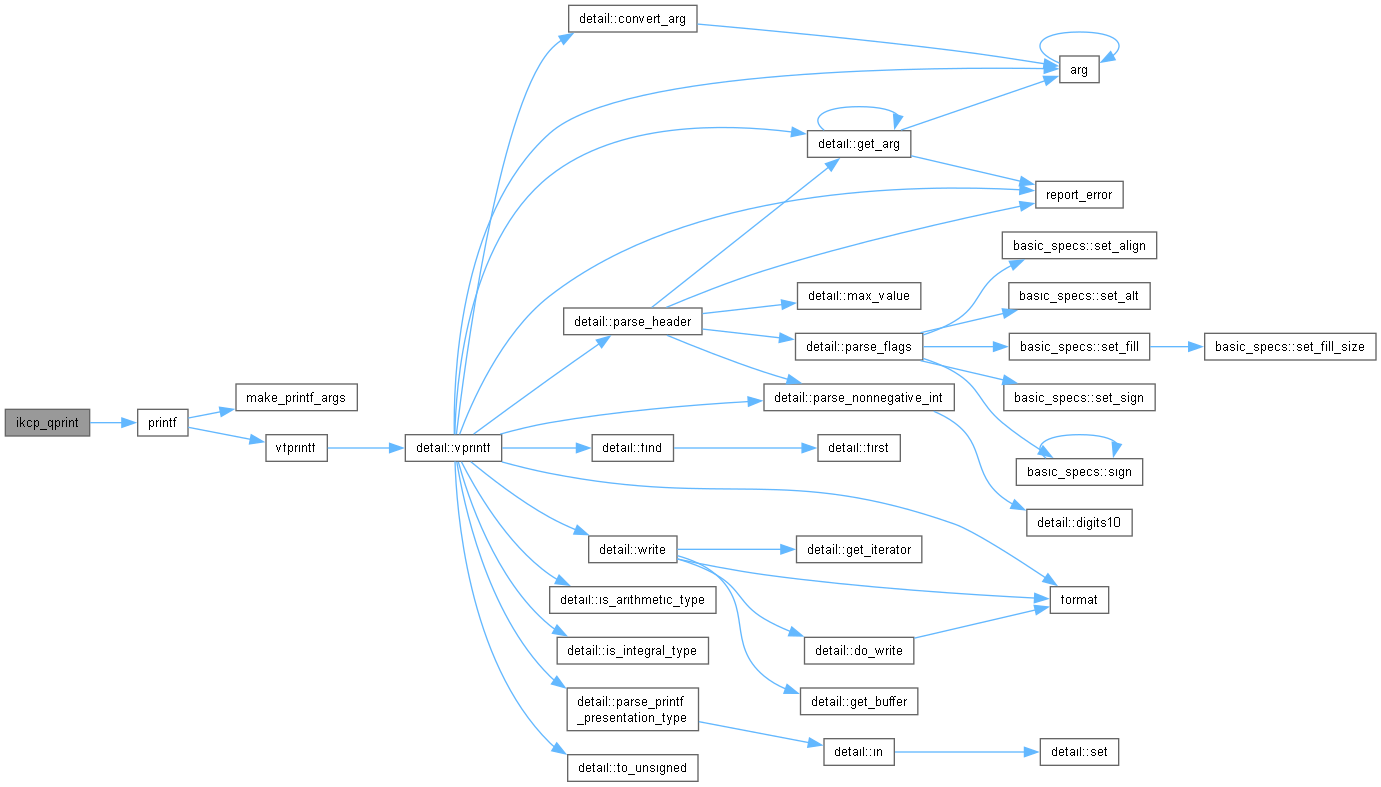 detail::convert_arg
arg
detail::get_arg
report_error
basic_specs::set_align
detail::max_value
basic_specs::set_alt
detail::parse_header
detail::parse_flags
basic_specs::set_fill
basic_specs::set_fill_size
make_printf_args
detail::parse_nonnegative_int
basic_specs::set_sign
ikcp_qprint
printf
vfprintf
detail::vprintf
detail::find
detail::first
basic_specs::sign
detail::digits10
detail::write
detail::get_iterator
detail::is_arithmetic_type
format
detail::is_integral_type
detail::do_write
detail::parse_printf
_presentation_type
detail::get_buffer
detail::in
detail::set
detail::to_unsigned